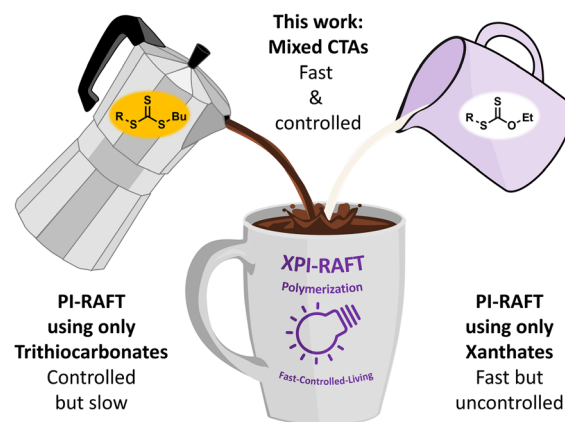 This work:
Mixed CTAs
Fast
&
controlled
S
R
S
S
Bu
S
R
S
O
Et
XPI-RAFT
Polymerization
Fast-Controlled-Living
PI-RAFT
using only
Trithiocarbonates
Controlled
but slow
PI-RAFT
using only
Xanthates
Fast but
uncontrolled